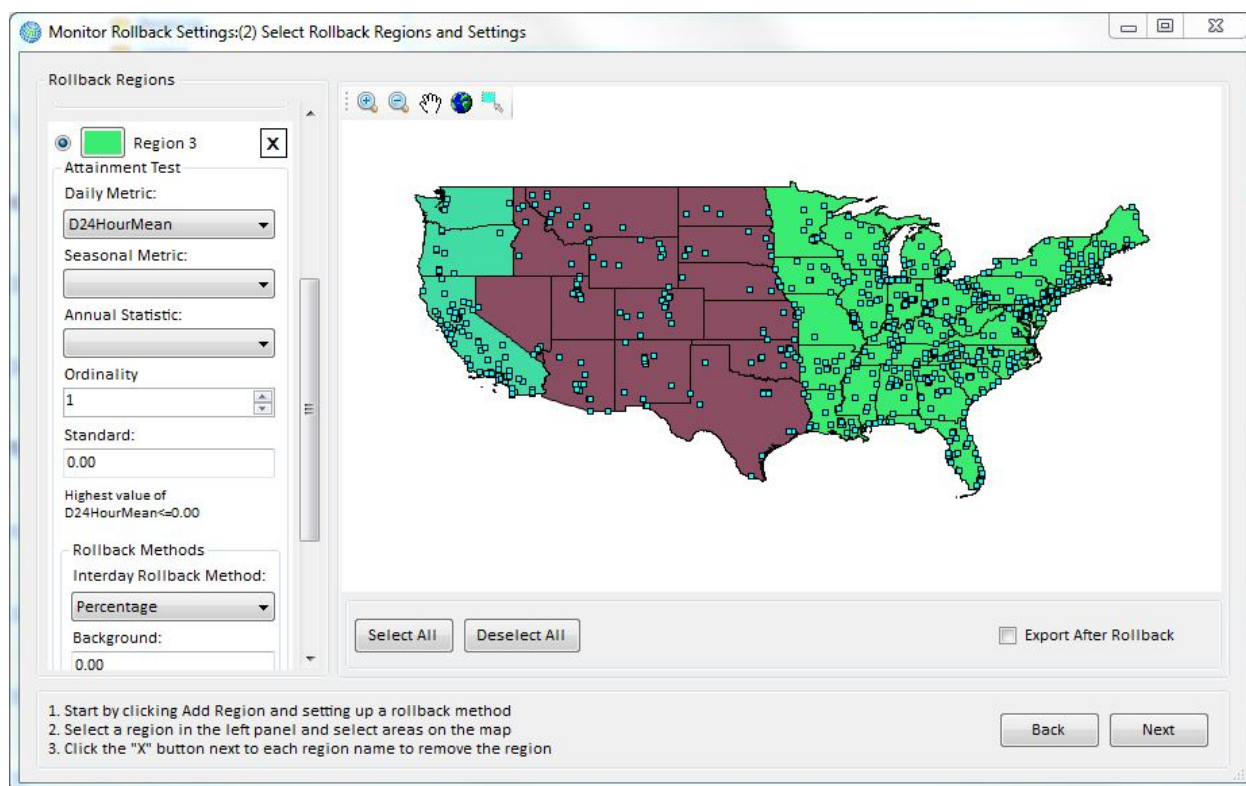 Monitor Rollback Settings:(2) Select Rollback Regions and Settings
Rollback Regions
Region 3
X
Attainment Test
Daily Metric:
D24HourMean
Seasonal Metric:
Annual Statistic:
Ordinality
1
Standard:
0.00
Highest value of
D24HourMean<=0.00
Rollback Methods
Interday Rollback Method:
Percentage
Background:
0.00
Select All
Deselect All
Export After Rollback
1. Start by clicking Add Region and setting up a rollback method
2. Select a region in the left panel and select areas on the map
3. Click the "X" button next to each region name to remove the region
Back
Next